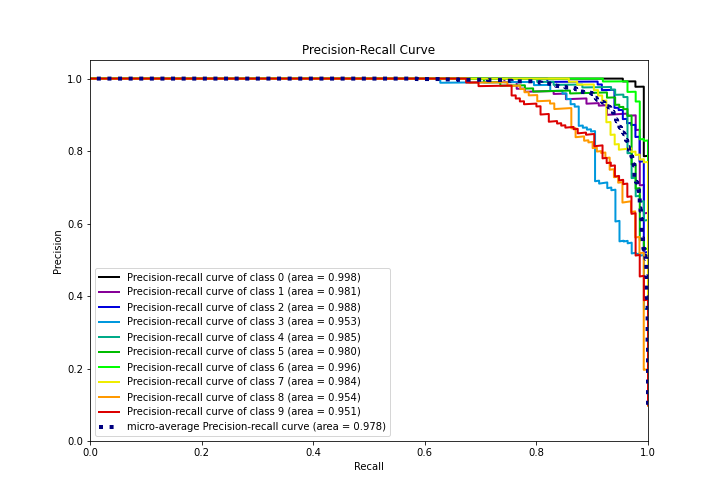 Precision-Recall Curve
1.0
0.8
0.6
0.4
0.2
0.0
Precision
Precision-recall curve of class 0 (area = 0.998)
Precision-recall curve of class 1 (area = 0.981)
Precision-recall curve of class 2 (area = 0.988)
Precision-recall curve of class 3 (area = 0.953)
Precision-recall curve of class 4 (area = 0.985)
Precision-recall curve of class 5 (area = 0.980)
Precision-recall curve of class 6 (area = 0.996)
Precision-recall curve of class 7 (area = 0.984)
Precision-recall curve of class 8 (area = 0.954)
Precision-recall curve of class 9 (area = 0.951)
micro-average Precision-recall curve (area = 0.978)
0.0 0.2 0.4 0.6 0.8 1.0
Recall